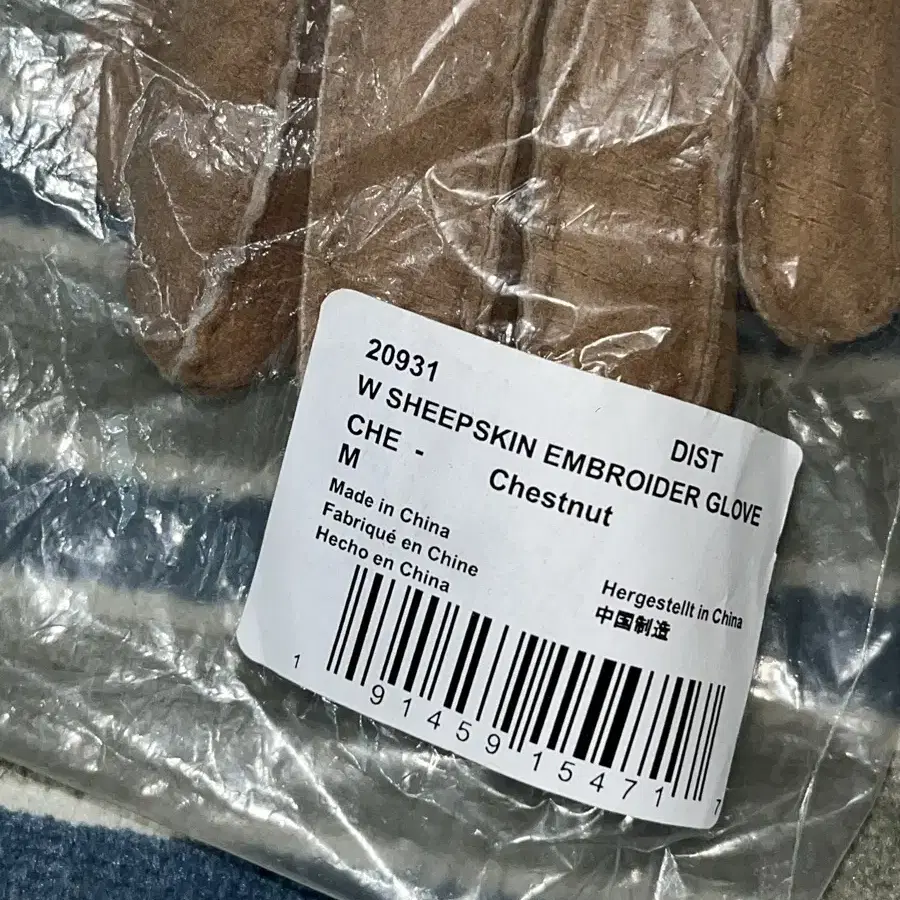 20931 DIST
W SHEEPSKIN EMBROIDER GLOVE
CHE - Chestnut
M
Made in China
Fabriqué en Chine
Hecho en China
Hergestellt in China
中国制造
1 91459 15471 7